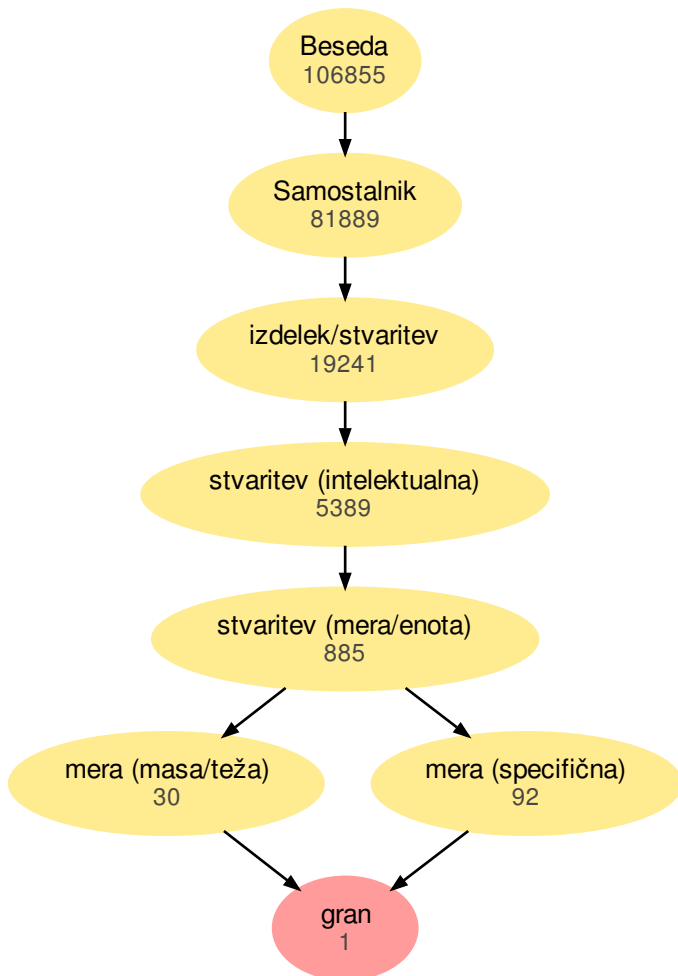 Beseda
106855
Samostalnik
81889
izdelek/stvaritev
19241
stvaritev (intelektualna)
5389
stvaritev (mera/enota)
885
mera (masa/teža)
30
mera (specifična)
92
gran
1